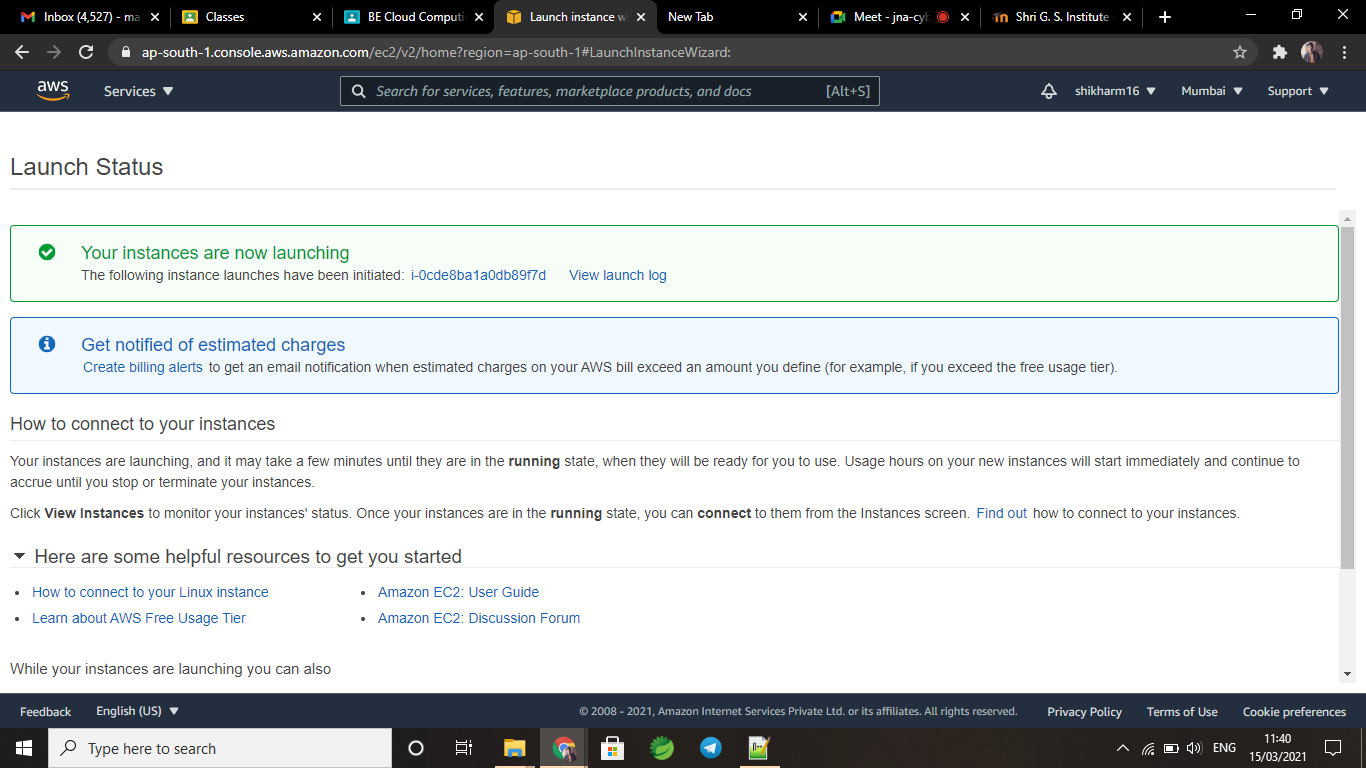 Inbox (4,527) - ma
Classes
BE Cloud Computi
Launch instance w
New Tab
Meet - jna-cyb
Shri G. S. Institute
ap-south-1.console.aws.amazon.com/ec2/v2/home?region=ap-south-1#LaunchInstanceWizard:
aws
Services
Search for services, features, marketplace products, and docs
[Alt+S]
shikharm16
Mumbai
Support
Launch Status
Your instances are now launching
The following instance launches have been initiated: i-0cde8ba1a0db89f7d View launch log
Get notified of estimated charges
Create billing alerts to get an email notification when estimated charges on your AWS bill exceed an amount you define (for example, if you exceed the free usage tier).
How to connect to your instances
Your instances are launching, and it may take a few minutes until they are in the running state, when they will be ready for you to use. Usage hours on your new instances will start immediately and continue to
accrue until you stop or terminate your instances.
Click View Instances to monitor your instances' status. Once your instances are in the running state, you can connect to them from the Instances screen. Find out how to connect to your instances.
Here are some helpful resources to get you started
How to connect to your Linux instance
Amazon EC2: User Guide
Learn about AWS Free Usage Tier
Amazon EC2: Discussion Forum
While your instances are launching you can also
Feedback
English (US)
© 2008 - 2021, Amazon Internet Services Private Ltd. or its affiliates. All rights reserved.
Privacy Policy
Terms of Use
Cookie preferences
Type here to search
ENG
11:40
15/03/2021